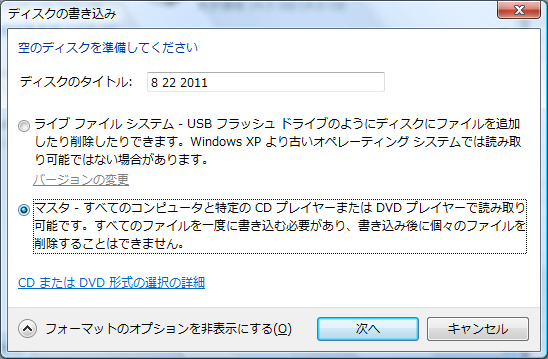 ディスクの書き込み
空のディスクを準備してください
ディスクのタイトル: 8 22 2011
ライブ ファイル システム - USB フラッシュ ドライブのようにディスクにファイルを追加
したり削除したりできます。Windows XP より古いオペレーティング システムでは読み取
り可能ではない場合があります。
バージョンの変更
マスタ - すべてのコンピュータと特定の CD プレイヤーまたは DVD プレイヤーで読み取り
可能です。すべてのファイルを一度に書き込む必要があり、書き込み後に個々のファイルを
削除することはできません。
CD または DVD 形式の選択の詳細
フォーマットのオプションを非表示にする(O) 次へ キャンセル